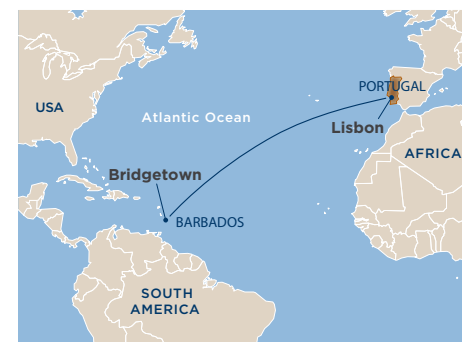 PORTUGAL
USA
Atlantic Ocean
Lisbon
AFRICA
Bridgetown
BARBADOS
SOUTH
AMERICA